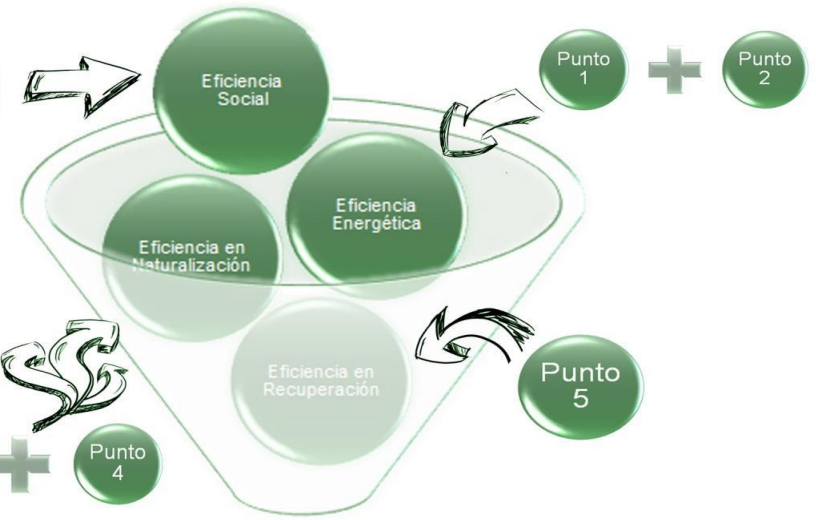 Eficiencia
Social
Punto
1
Punto
2
Eficiencia
Energética
Eficiencia en
Naturalización
Eficiencia en
Recuperación
Punto
5
Punto
4